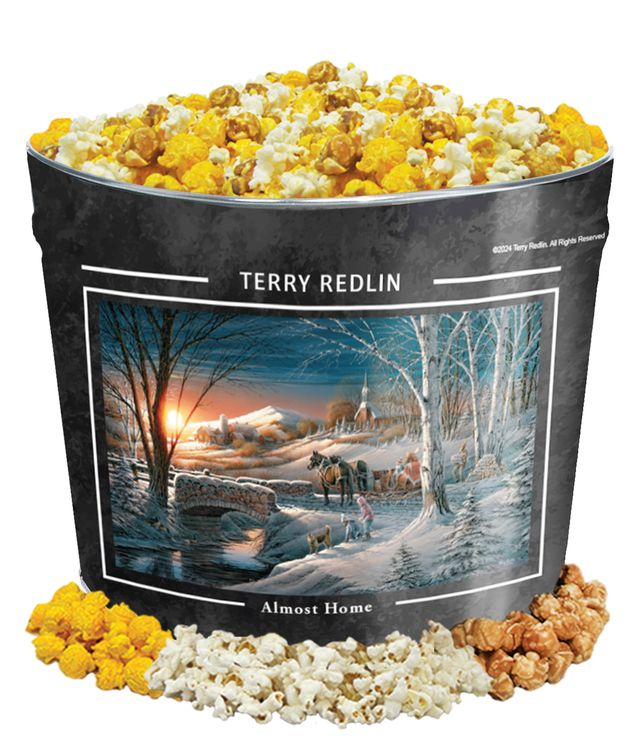 ©2024 Terry Redlin. All Rights Reserved
TERRY REDLIN
Almost Home